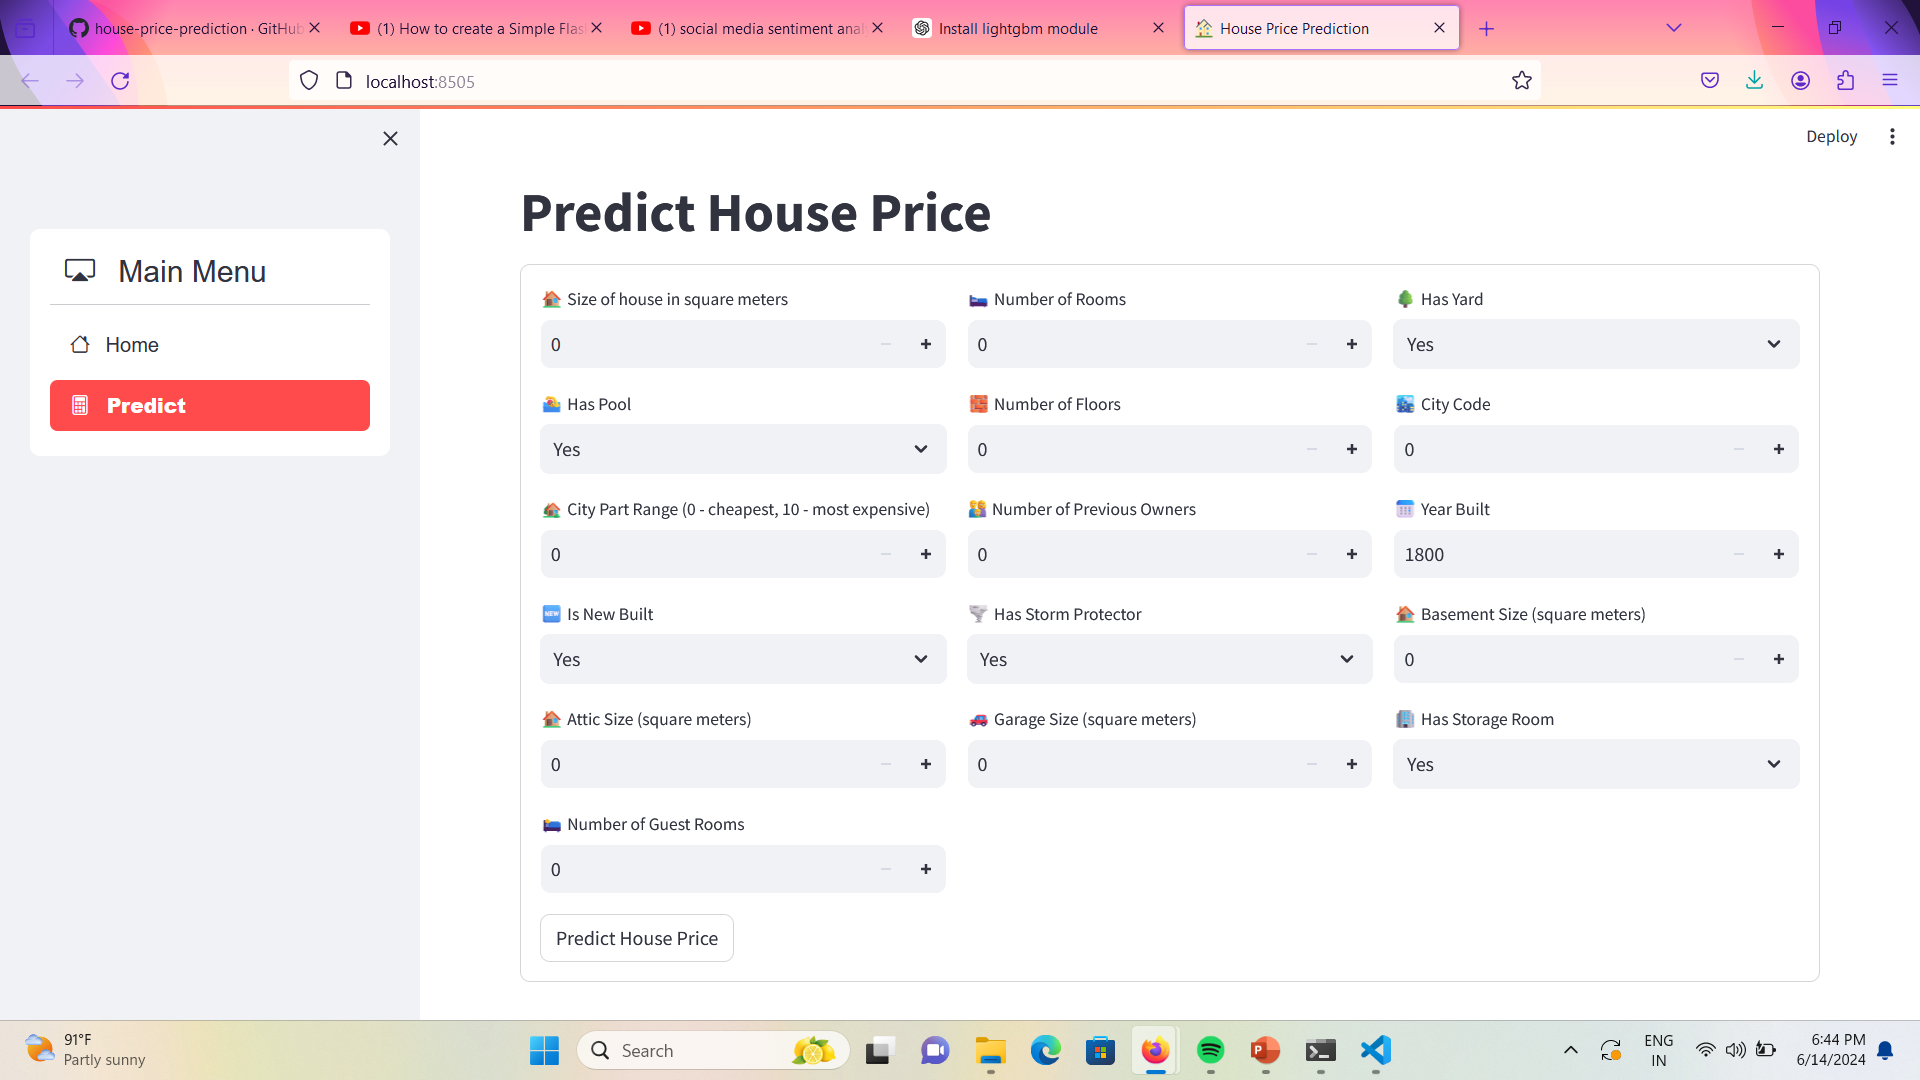 house-price-prediction · GitHub
(1) How to create a Simple Flas
(1) social media sentiment anal
Install lightgbm module
House Price Prediction
localhost:8505
Deploy
Main Menu
Home
Predict
Predict House Price
Size of house in square meters
0
Number of Rooms
0
Has Yard
Yes
Has Pool
Yes
Number of Floors
0
City Code
0
City Part Range (0 - cheapest, 10 - most expensive)
0
Number of Previous Owners
0
Year Built
1800
NEW
Is New Built
Yes
Has Storm Protector
Yes
Basement Size (square meters)
0
Attic Size (square meters)
0
Garage Size (square meters)
0
Has Storage Room
Yes
Number of Guest Rooms
0
Predict House Price
91°F
Partly sunny
Search
ENG
IN
6:44 PM
6/14/2024